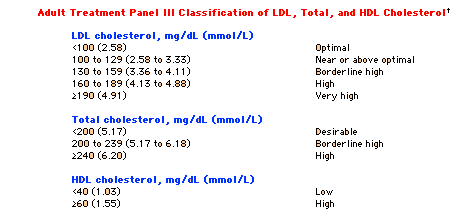 Adult Treatment Panel III Classification of LDL, Total, and HDL Cholesterol†
LDL cholesterol, mg/dL (mmol/L)
<100 (2.58) Optimal
100 to 129 (2.58 to 3.33) Near or above optimal
130 to 159 (3.36 to 4.11) Borderline high
160 to 189 (4.13 to 4.88) High
≥190 (4.91) Very high
Total cholesterol, mg/dL (mmol/L)
<200 (5.17) Desirable
200 to 239 (5.17 to 6.18) Borderline high
≥240 (6.20) High
HDL cholesterol, mg/dL (mmol/L)
<40 (1.03) Low
≥60 (1.55) High